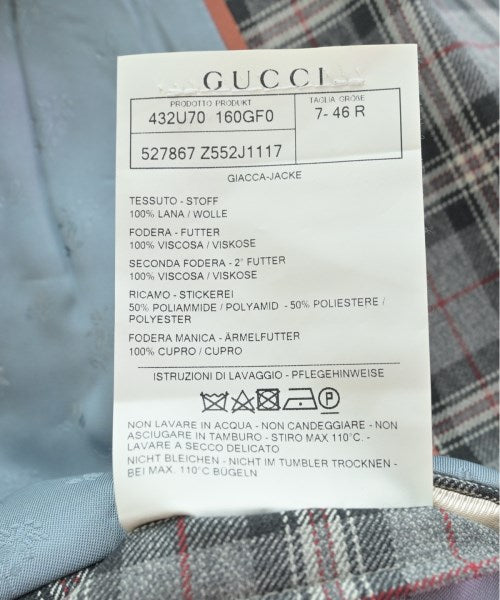 GUCCI
PRODOTTO PRODUKT
432U70 160GF0
527867 Z552J1117
TAGLIA GRÖßE
7- 46 R
GIACCA-JACKE
TESSUTO - STOFF
100% LANA / WOLLE
FODERA - FUTTER
100% VISCOSA / VISKOSE
SECONDA FODERA - 2° FUTTER
100% VISCOSA / VISKOSE
RICAMO - STICKEREI
50% POLIAMMIDE / POLYAMID - 50% POLIESTERE /
POLYESTER
FODERA MANICA - ÄRMELFUTTER
100% CUPRO / CUPRO
ISTRUZIONI DI LAVAGGIO - PFLEGEHINWEISE
P
NON LAVARE IN ACQUA - NON CANDEGGIARE - NON
ASCIUGARE IN TAMBURO - STIRO MAX 110°C. -
LAVARE A SECCO DELICATO
NICHT BLEICHEN - NICHT IM TUMBLER TROCKNEN -
BEI MAX. 110°C BÜGELN